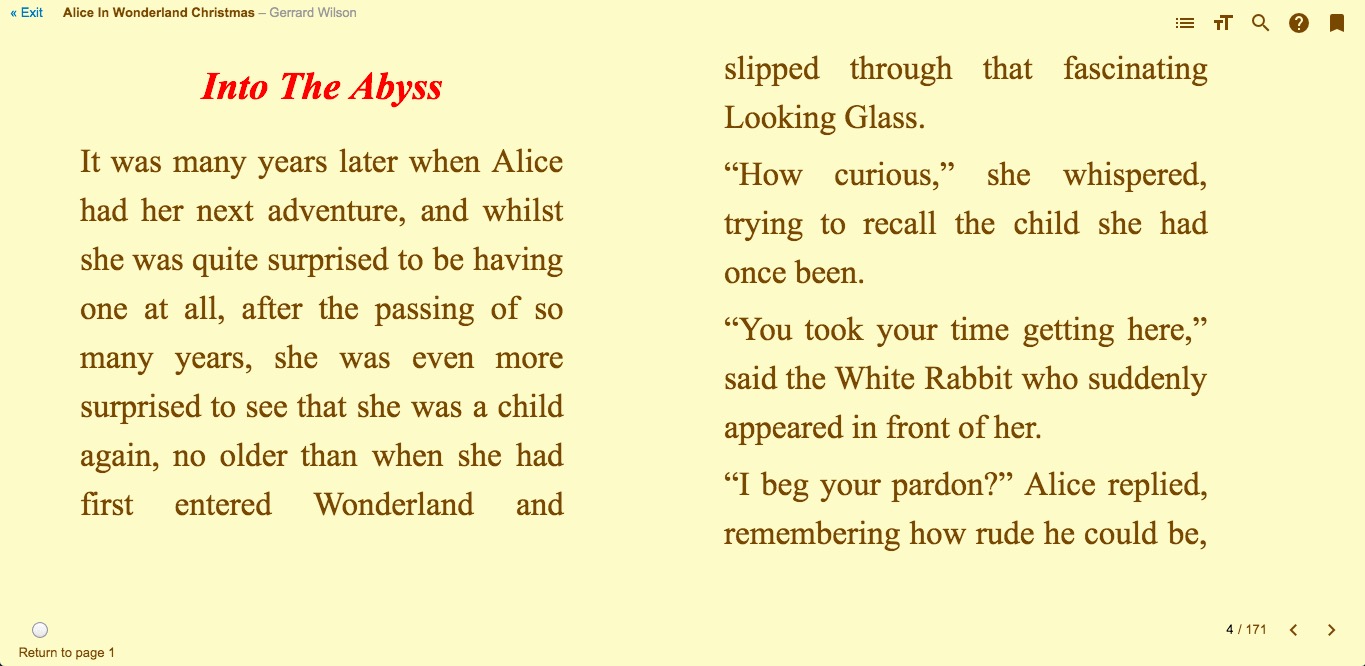 « Exit Alice In Wonderland Christmas – Gerrard Wilson
Into The Abyss
It was many years later when Alice
had her next adventure, and whilst
she was quite surprised to be having
one at all, after the passing of so
many years, she was even more
surprised to see that she was a child
again, no older than when she had
first entered Wonderland and
slipped through that fascinating
Looking Glass.
“How curious,” she whispered,
trying to recall the child she had
once been.
“You took your time getting here,”
said the White Rabbit who suddenly
appeared in front of her.
“I beg your pardon?” Alice replied,
remembering how rude he could be,
Return to page 1
4 / 171